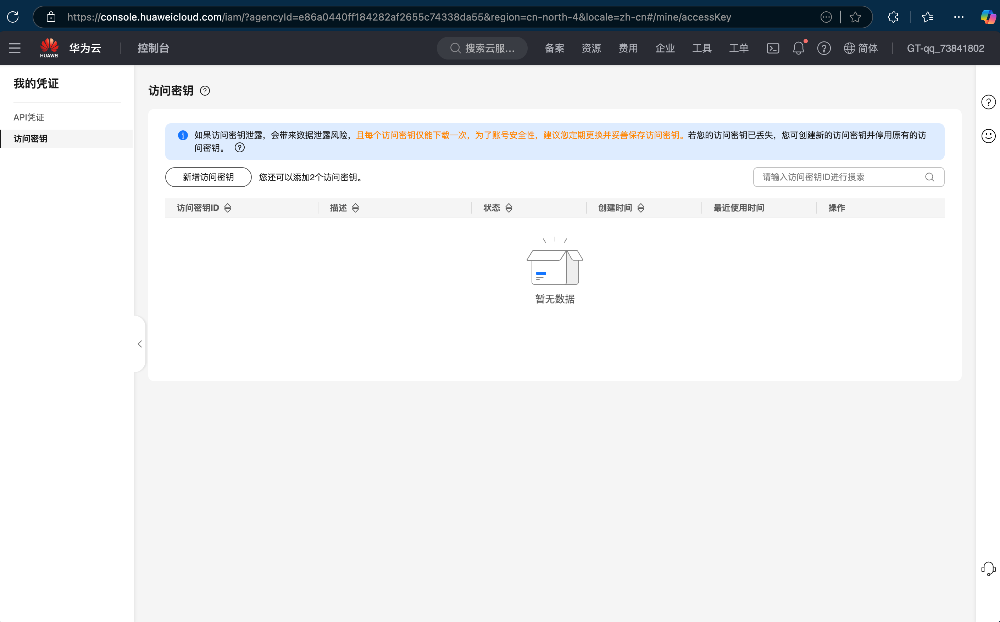 https://console.huaweicloud.com/iam/?agencyId=e86a0440ff184282af2655c74338da55&region=cn-north-4&locale=zh-cn#/mine/accessKey
HUAWEI 华为云 控制台 搜索云服... 备案 资源 费用 企业 工具 工单 简体 GT-qq_73841802
我的凭证
API凭证
访问密钥
访问密钥
如果访问密钥泄露，会带来数据泄露风险，且每个访问密钥仅能下载一次，为了账号安全性，建议您定期更换并妥善保存访问密钥。若您的访问密钥已丢失，您可创建新的访问密钥并停用原有的访
问密钥。
新增访问密钥 您还可以添加2个访问密钥。 请输入访问密钥ID进行搜索
访问密钥ID 描述 状态 创建时间 最近使用时间 操作
暂无数据